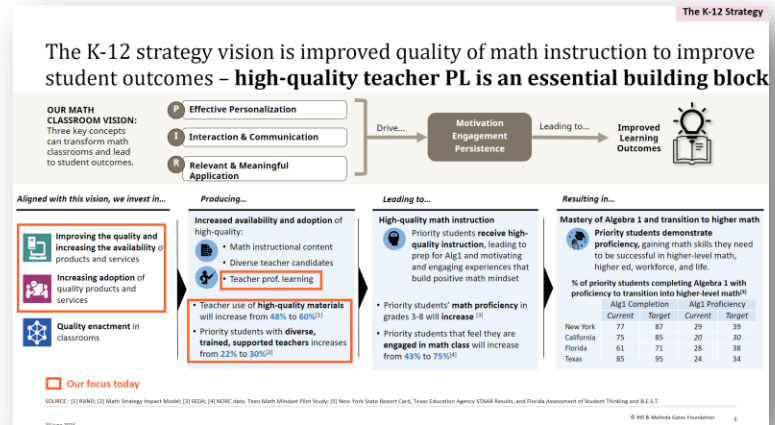 The K-12 Strategy
The K-12 strategy vision is improved quality of math instruction to improve
student outcomes – high-quality teacher PL is an essential building block
OUR MATH
CLASSROOM VISION:
Three key concepts
can transform math
classrooms and lead
to student outcomes.
P Effective Personalization
I Interaction & Communication
R Relevant & Meaningful
Application
Drive...
Motivation
Engagement
Persistence
Leading to...
Improved
Learning
Outcomes
Aligned with this vision, we invest in...
Improving the quality and
increasing the availability of
products and services
Increasing adoption of
quality products and
services
Quality enactment in
classrooms
Producing...
Increased availability and adoption of
high-quality:
• Math instructional content
• Diverse teacher candidates
• Teacher prof. learning
• Teacher use of high-quality materials
will increase from 48% to 60%[1]
• Priority students with diverse,
trained, supported teachers increases
from 22% to 30%[2]
Leading to...
High-quality math instruction
Priority students receive high-
quality instruction, leading to
prep for Alg1 and motivating
and engaging experiences that
build positive math mindset
• Priority students' math proficiency in
grades 3-8 will increase [3]
• Priority students that feel they are
engaged in math class will increase
from 43% to 75%[4]
Resulting in...
Mastery of Algebra 1 and transition to higher math
Priority students demonstrate
proficiency, gaining math skills they need
to be successful in higher-level math,
higher ed, workforce, and life.
% of priority students completing Algebra 1 with
proficiency to transition into higher-level math[5]
Alg1 Completion Alg1 Proficiency
Current Target Current Target
New York 77 87 29 39
California 75 85 20 30
Florida 61 71 28 38
Texas 85 95 24 34
Our focus today
SOURCE : [1] RAND; [2] Math Strategy Impact Model; [3] SEDA; [4] NORC data, Teen Math Mindset Pilot Study; [5] New York State Report Card, Texas Education Agency STAAR Results, and Florida Assessment of Student Thinking and B.E.S.T.
© Bill & Melinda Gates Foundation 3